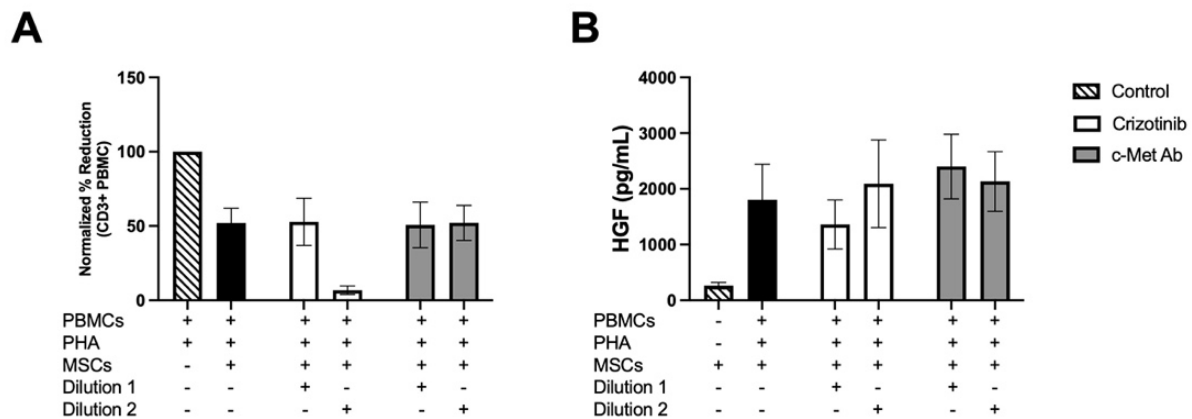 A
Normalized % Reduction
(CD3+ PBMC)
150
100
50
0
PBMCs + + + + + +
PHA + + + + + +
MSCs - + + + + +
Dilution 1 - - + - + -
Dilution 2 - - - + - +
B
HGF (pg/mL)
4000
3000
2000
1000
0
PBMCs - + + + + +
PHA - + + + + +
MSCs + + + + + +
Dilution 1 - - + - + -
Dilution 2 - - - + - +
Control
Crizotinib
c-Met Ab